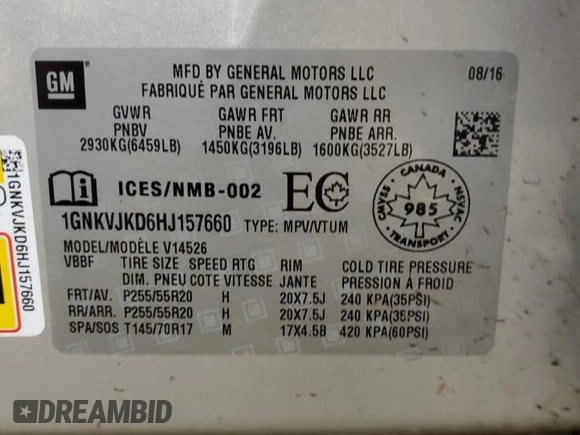 GM
MFD BY GENERAL MOTORS LLC 08/16
FABRIQUÉ PAR GENERAL MOTORS LLC
GVWR GAWR FRT GAWR RR
PNBV PNBE AV. PNBE ARR.
2930KG(6459LB) 1450KG(3196LB) 1600KG(3527LB)
ICES/NMB-002 EC
CANADA
CMVSS NSVAC
985
TRANSPORT
1GNKVJKD6HJ157660 TYPE: MPV/VTUM
MODEL/MODÈLE V14526
VBBF TIRE SIZE SPEED RTG RIM COLD TIRE PRESSURE
DIM. PNEU COTE VITESSE JANTE PRESSION À FROID
FRT/AV. P255/55R20 H 20X7.5J 240 KPA(35PSI)
RR/ARR. P255/55R20 H 20X7.5J 240 KPA(35PSI)
SPA/SOS T145/70R17 M 17X4.5B 420 KPA(60PSI)
1GNKVJKD6HJ157660
DREAMBID